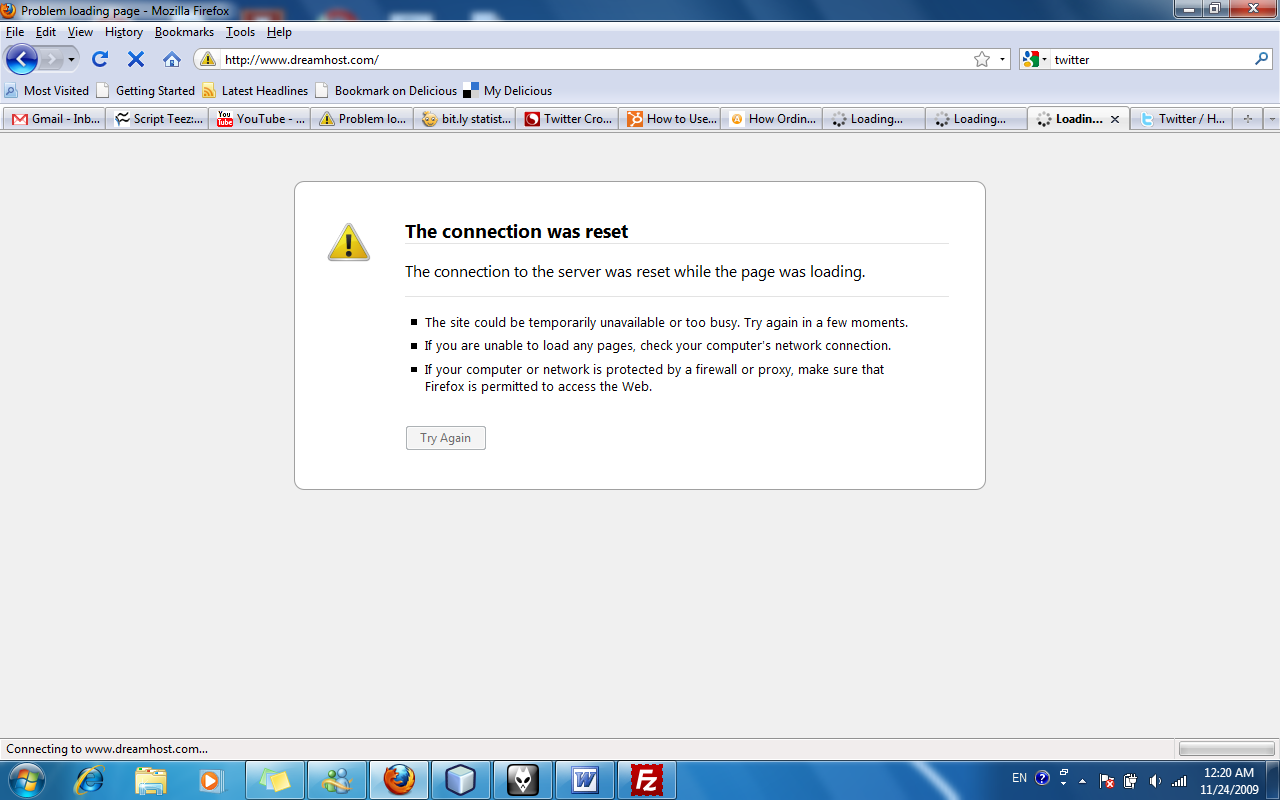 Problem loading page - Mozilla Firefox
File Edit View History Bookmarks Tools Help
http://www.dreamhost.com/
twitter
Most Visited Getting Started Latest Headlines Bookmark on Delicious My Delicious
Gmail - Inb... Script Teez:... YouTube - ... Problem lo... bit.ly statist... Twitter Cro... How to Use... How Ordin... Loading... Loading... Loadin... Twitter / H...
The connection was reset
The connection to the server was reset while the page was loading.
The site could be temporarily unavailable or too busy. Try again in a few moments.
If you are unable to load any pages, check your computer's network connection.
If your computer or network is protected by a firewall or proxy, make sure that
Firefox is permitted to access the Web.
Try Again
Connecting to www.dreamhost.com...
EN
12:20 AM
11/24/2009